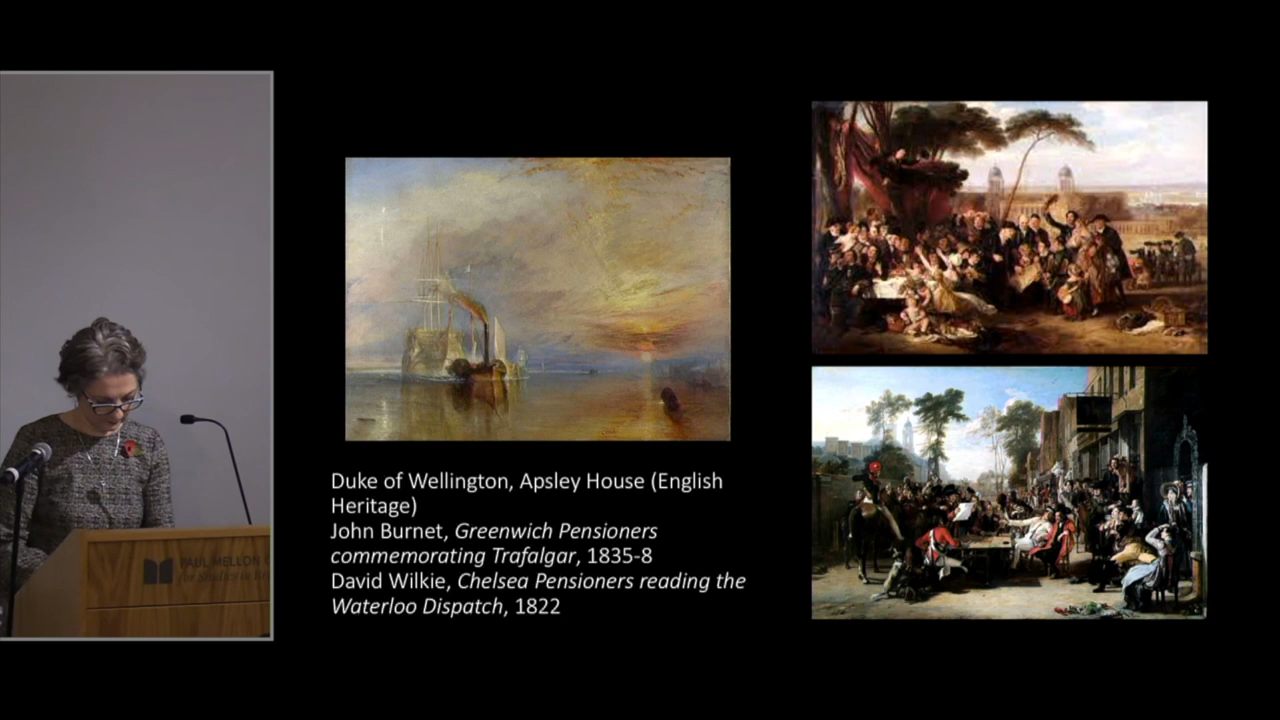 PAUL MELLON
Duke of Wellington, Apsley House (English
Heritage)
John Burnet, Greenwich Pensioners
commemorating Trafalgar, 1835-8
David Wilkie, Chelsea Pensioners reading the
Waterloo Dispatch, 1822